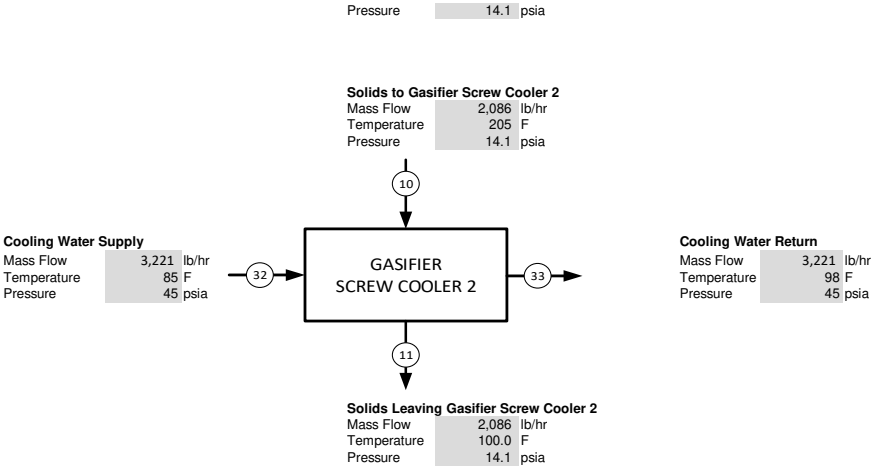 Pressure 14.1 psia
Solids to Gasifier Screw Cooler 2
Mass Flow 2,086 lb/hr
Temperature 205 F
Pressure 14.1 psia
10
Cooling Water Supply
Mass Flow 3,221 lb/hr
Temperature 85 F
Pressure 45 psia
32
GASIFIER
SCREW COOLER 2
33
Cooling Water Return
Mass Flow 3,221 lb/hr
Temperature 98 F
Pressure 45 psia
11
Solids Leaving Gasifier Screw Cooler 2
Mass Flow 2,086 lb/hr
Temperature 100.0 F
Pressure 14.1 psia